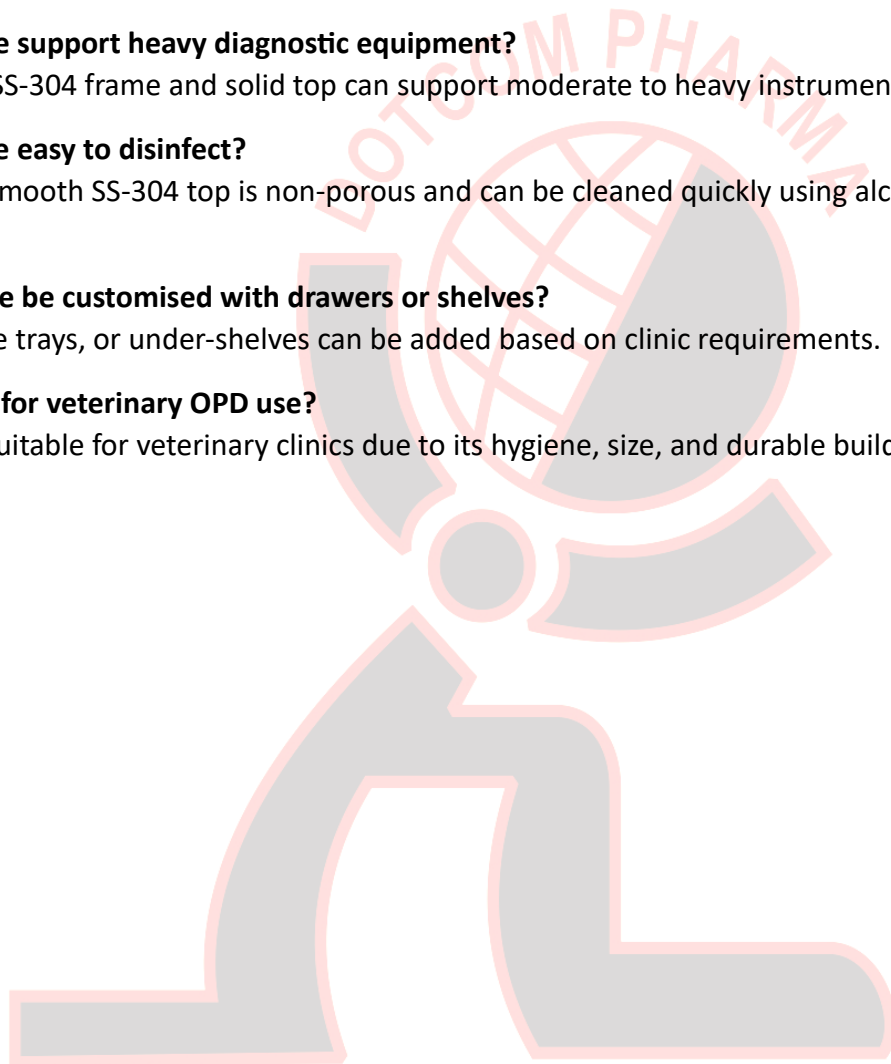 e support heavy diagnostic equipment?
SS-304 frame and solid top can support moderate to heavy instrumen
e easy to disinfect?
mooth SS-304 top is non-porous and can be cleaned quickly using alc
e be customised with drawers or shelves?
e trays, or under-shelves can be added based on clinic requirements.
for veterinary OPD use?
uitable for veterinary clinics due to its hygiene, size, and durable build
DOTCOM PHARMA